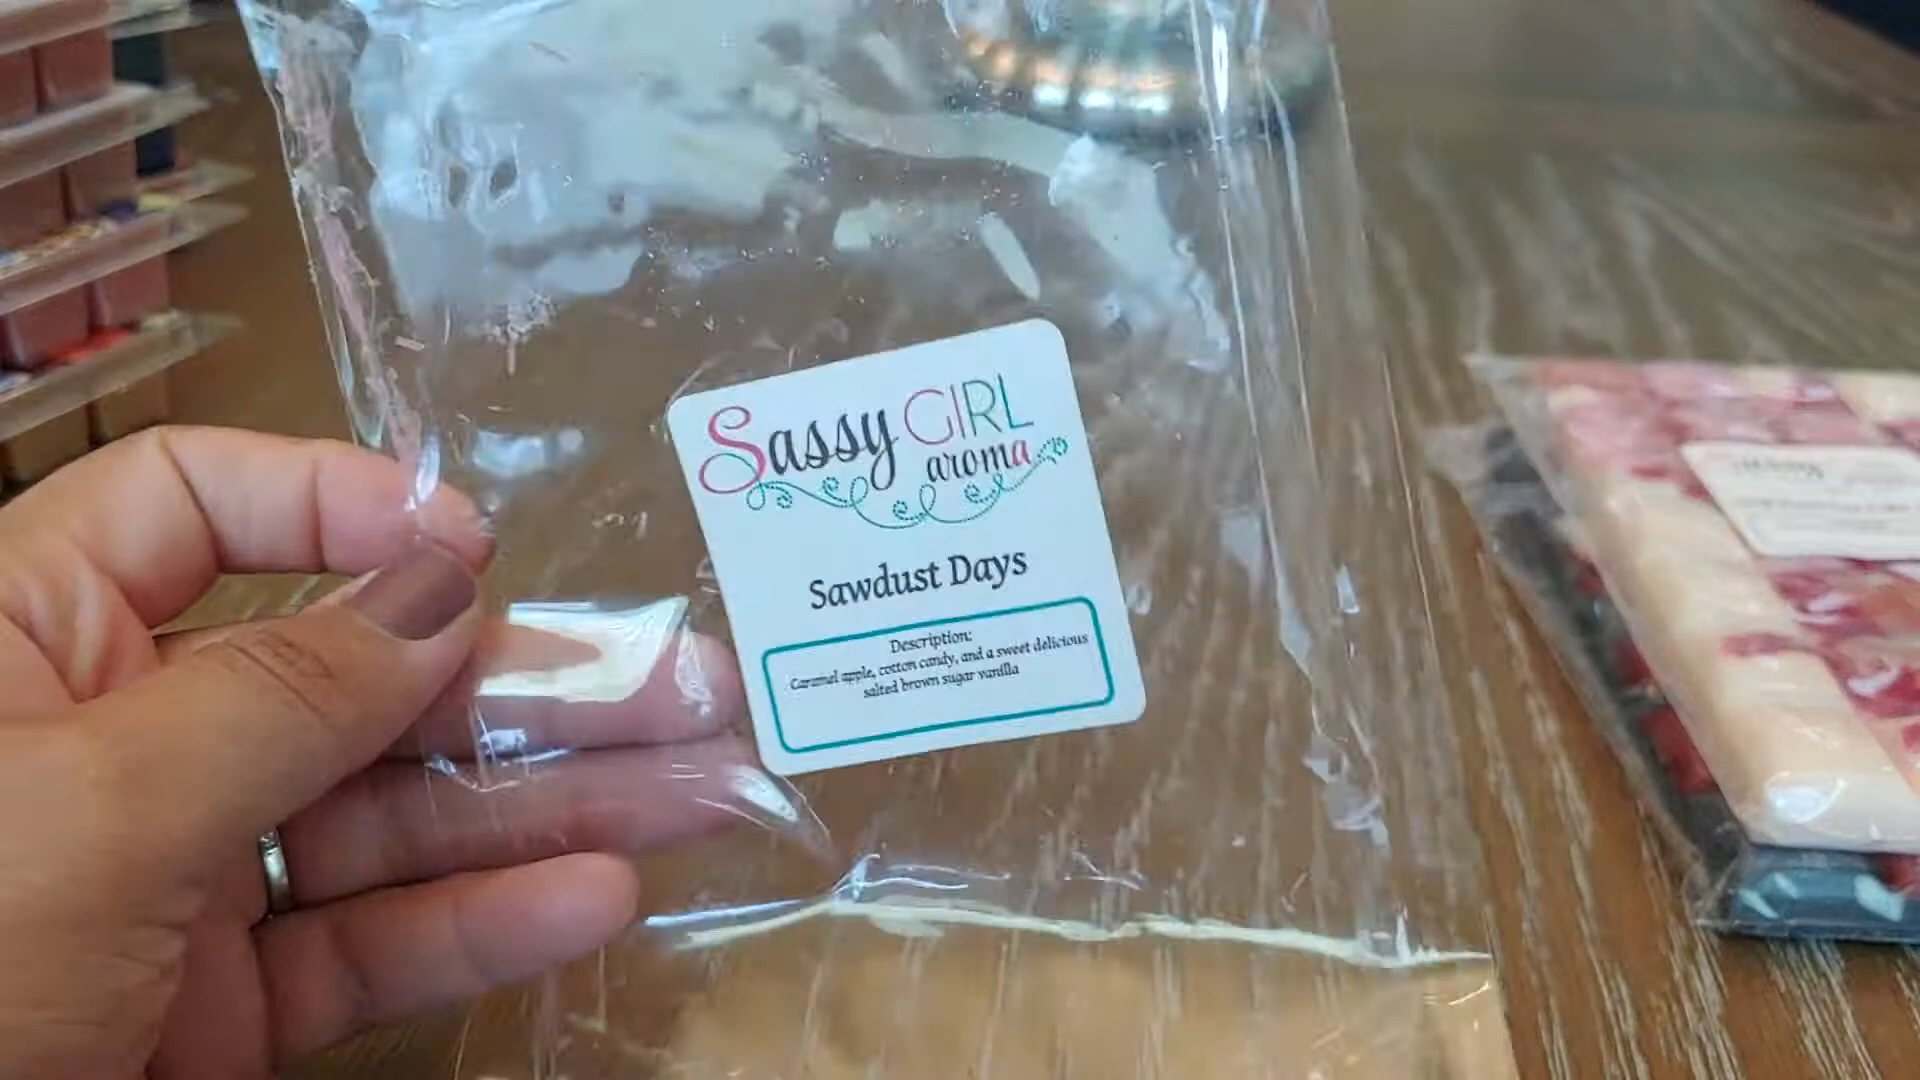 Sassy GIRL
aroma
Sawdust Days
Description:
Caramel apple, cotton candy, and a sweet delicious
salted brown sugar vanilla